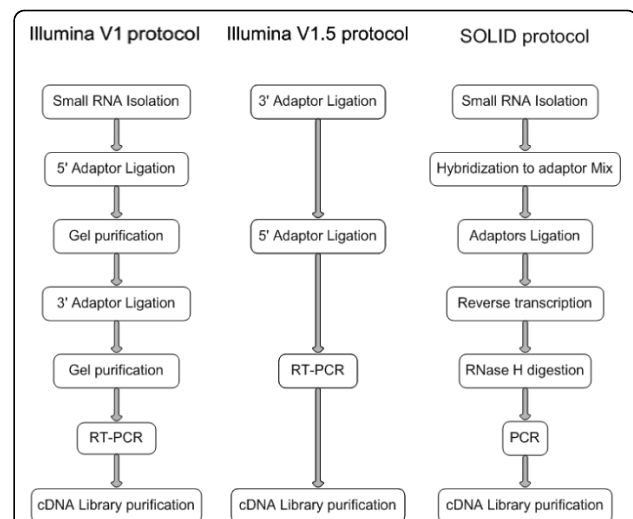 Illumina V1 protocol
Small RNA Isolation
5' Adaptor Ligation
Gel purification
3' Adaptor Ligation
Gel purification
RT-PCR
cDNA Library purification
Illumina V1.5 protocol
3' Adaptor Ligation
5' Adaptor Ligation
RT-PCR
cDNA Library purification
SOLID protocol
Small RNA Isolation
Hybridization to adaptor Mix
Adaptors Ligation
Reverse transcription
RNase H digestion
PCR
cDNA Library purification